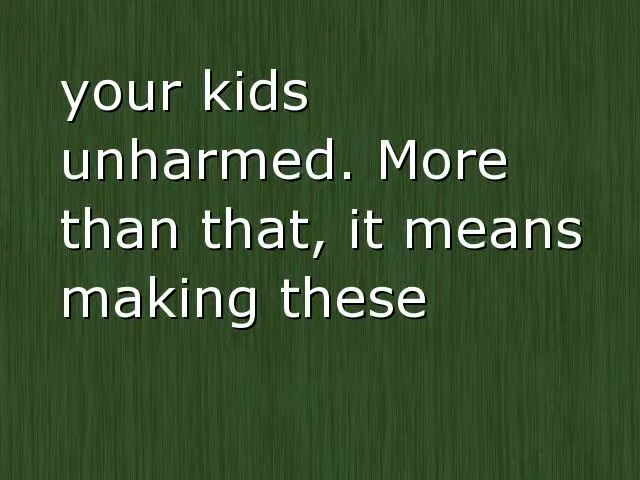 your kids
unharmed. More
than that, it means
making these